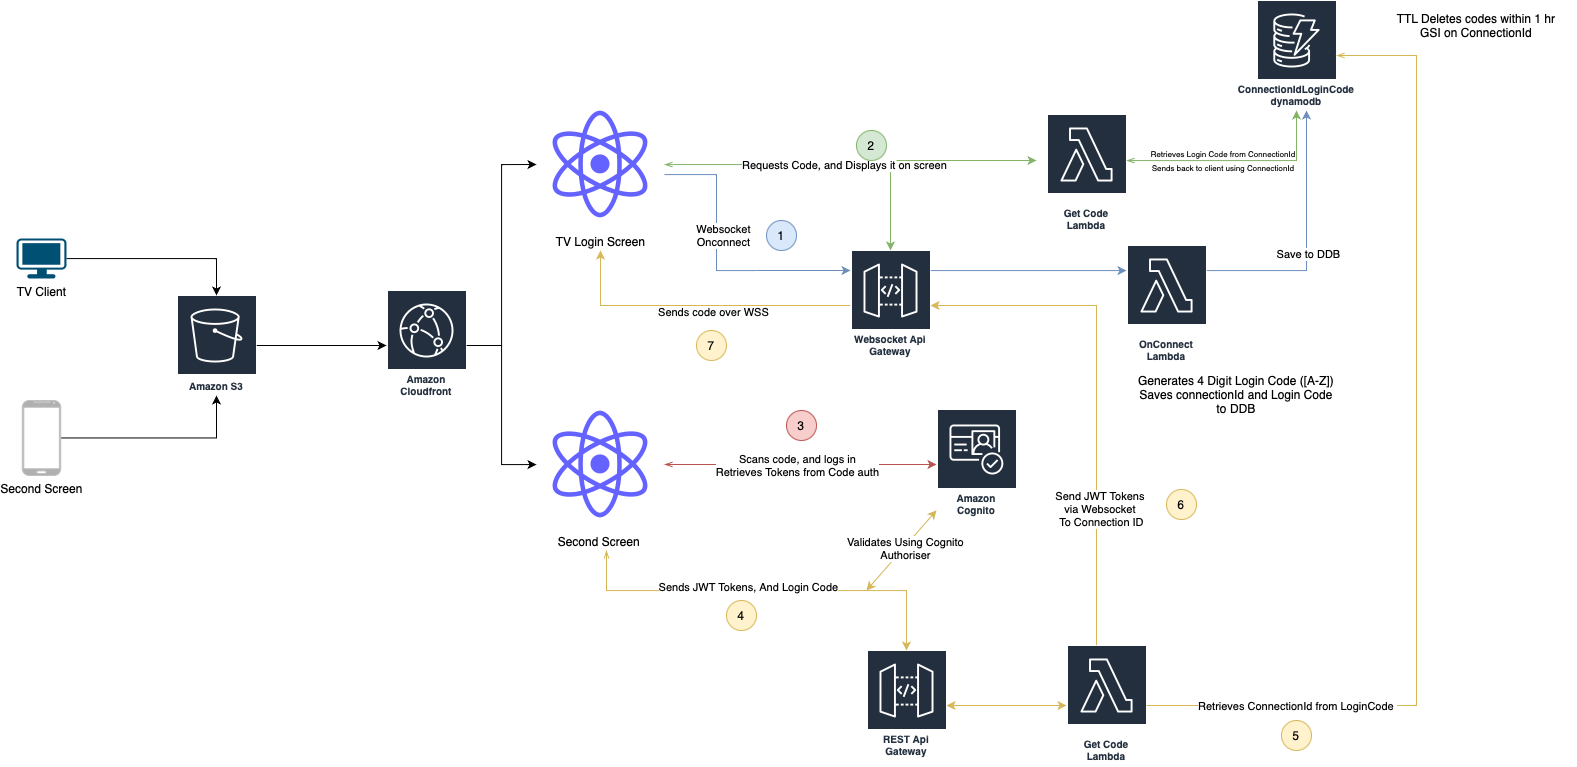 TTL Deletes codes within 1 hr
GSI on ConnectionId
ConnectionIdLoginCode
dynamodb
2
Requests Code, and Displays it on screen
Retrieves Login Code from ConnectionId
Sends back to client using ConnectionId
Get Code
Lambda
TV Login Screen
Websocket
Onconnect
1
Save to DDB
TV Client
Sends code over WSS
7
Websocket Api
Gateway
OnConnect
Lambda
Generates 4 Digit Login Code ([A-Z])
Saves connectionId and Login Code
to DDB
Amazon S3
Amazon
Cloudfront
3
Scans code, and logs in
Retrieves Tokens from Code auth
Amazon
Cognito
Second Screen
Send JWT Tokens
via Websocket
To Connection ID
6
Second Screen
Validates Using Cognito
Authoriser
Sends JWT Tokens, And Login Code
4
REST Api
Gateway
Get Code
Lambda
Retrieves ConnectionId from LoginCode
5